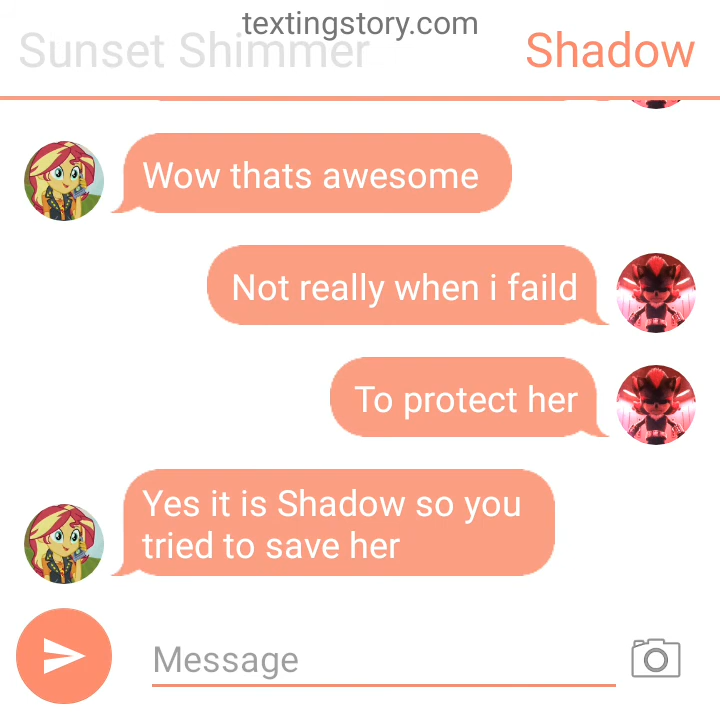 textingstory.com
Sunset Shimmer
Shadow
Wow thats awesome
Not really when i faild
To protect her
Yes it is Shadow so you
tried to save her
Message